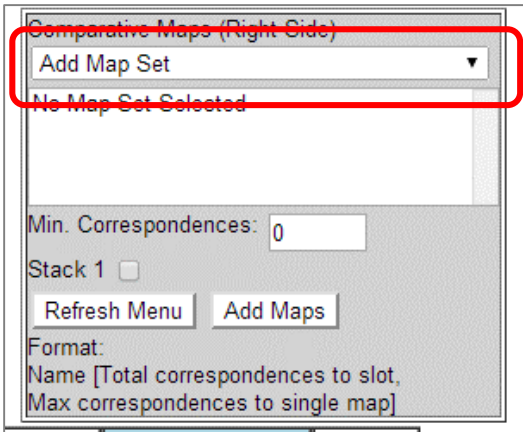 Comparative Maps (Right Side)
Add Map Set
No Map Set Selected
Min. Correspondences: 0
Stack 1
Refresh Menu Add Maps
Format:
Name [Total correspondences to slot,
Max correspondences to single map]